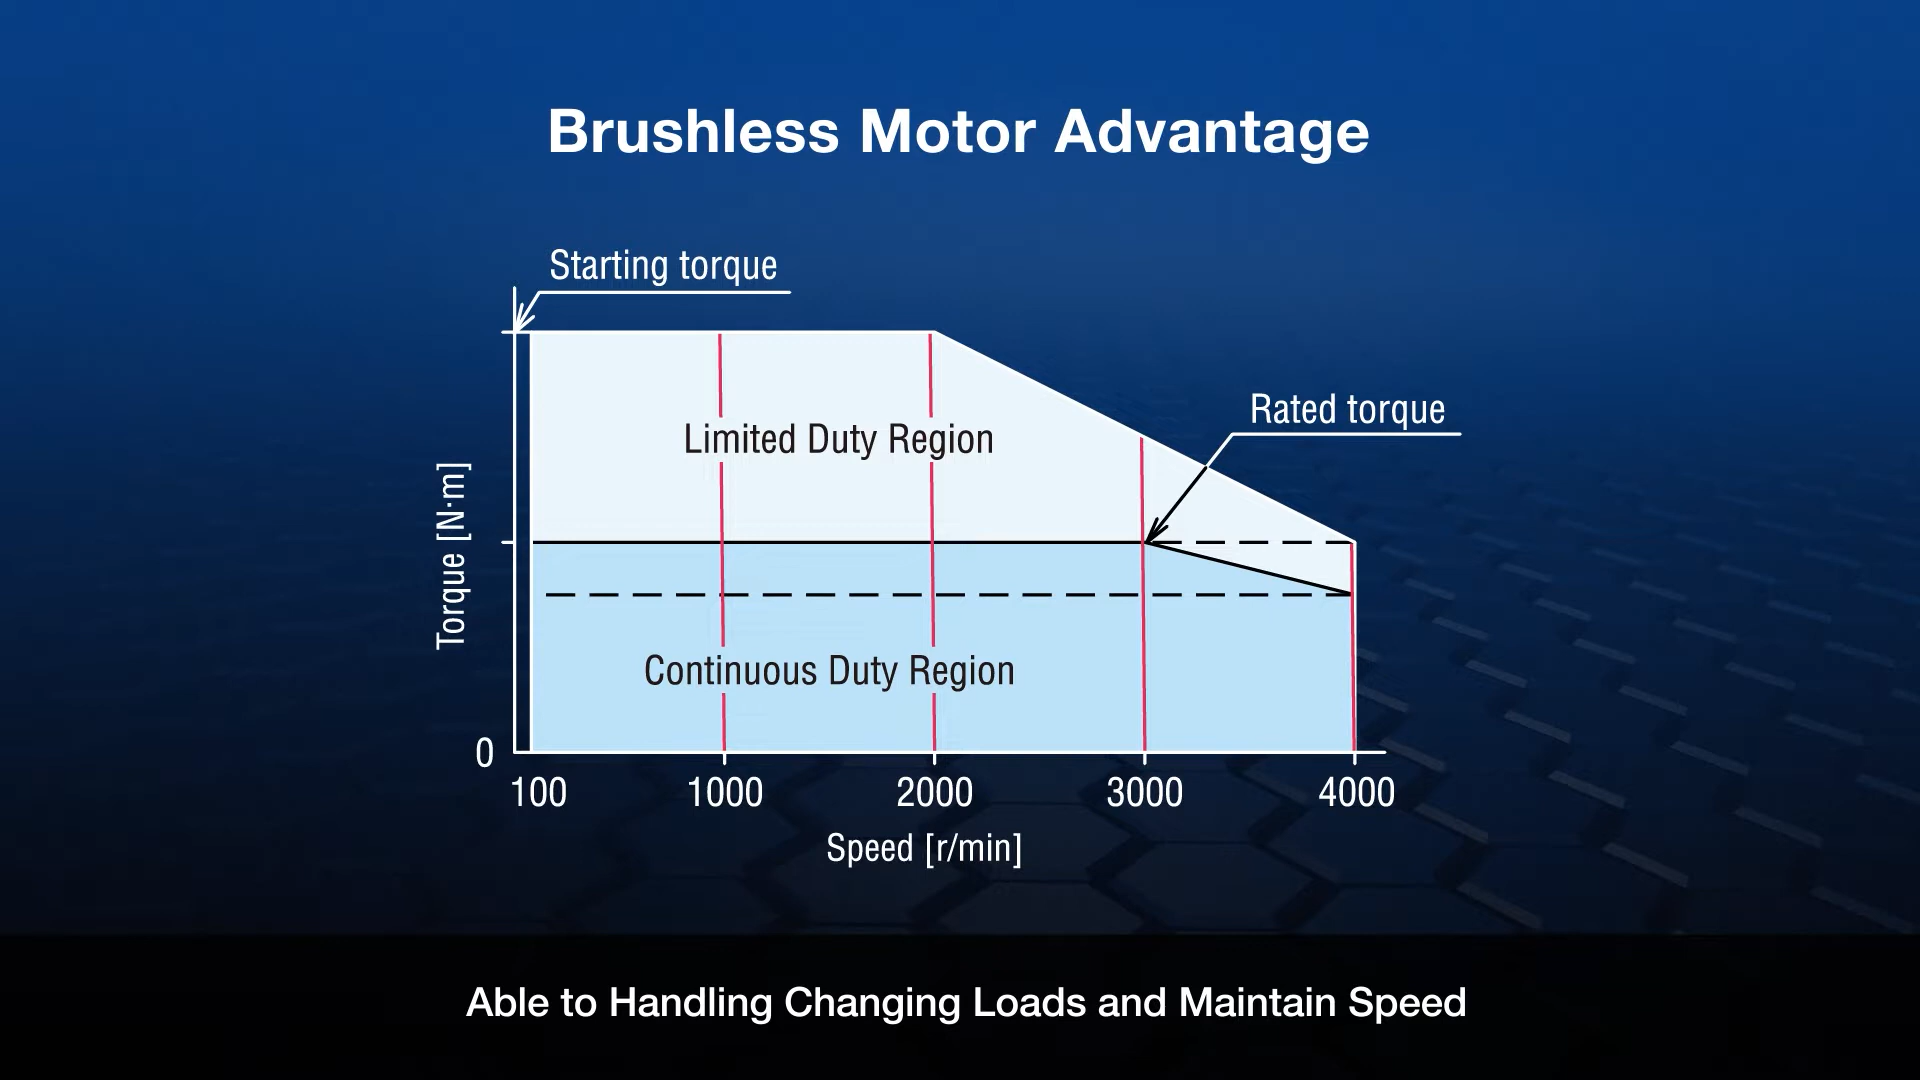 Brushless Motor Advantage
Starting torque
Rated torque
Limited Duty Region
Torque [N·m]
Continuous Duty Region
0
100 1000 2000 3000 4000
Speed [r/min]
Able to Handling Changing Loads and Maintain Speed